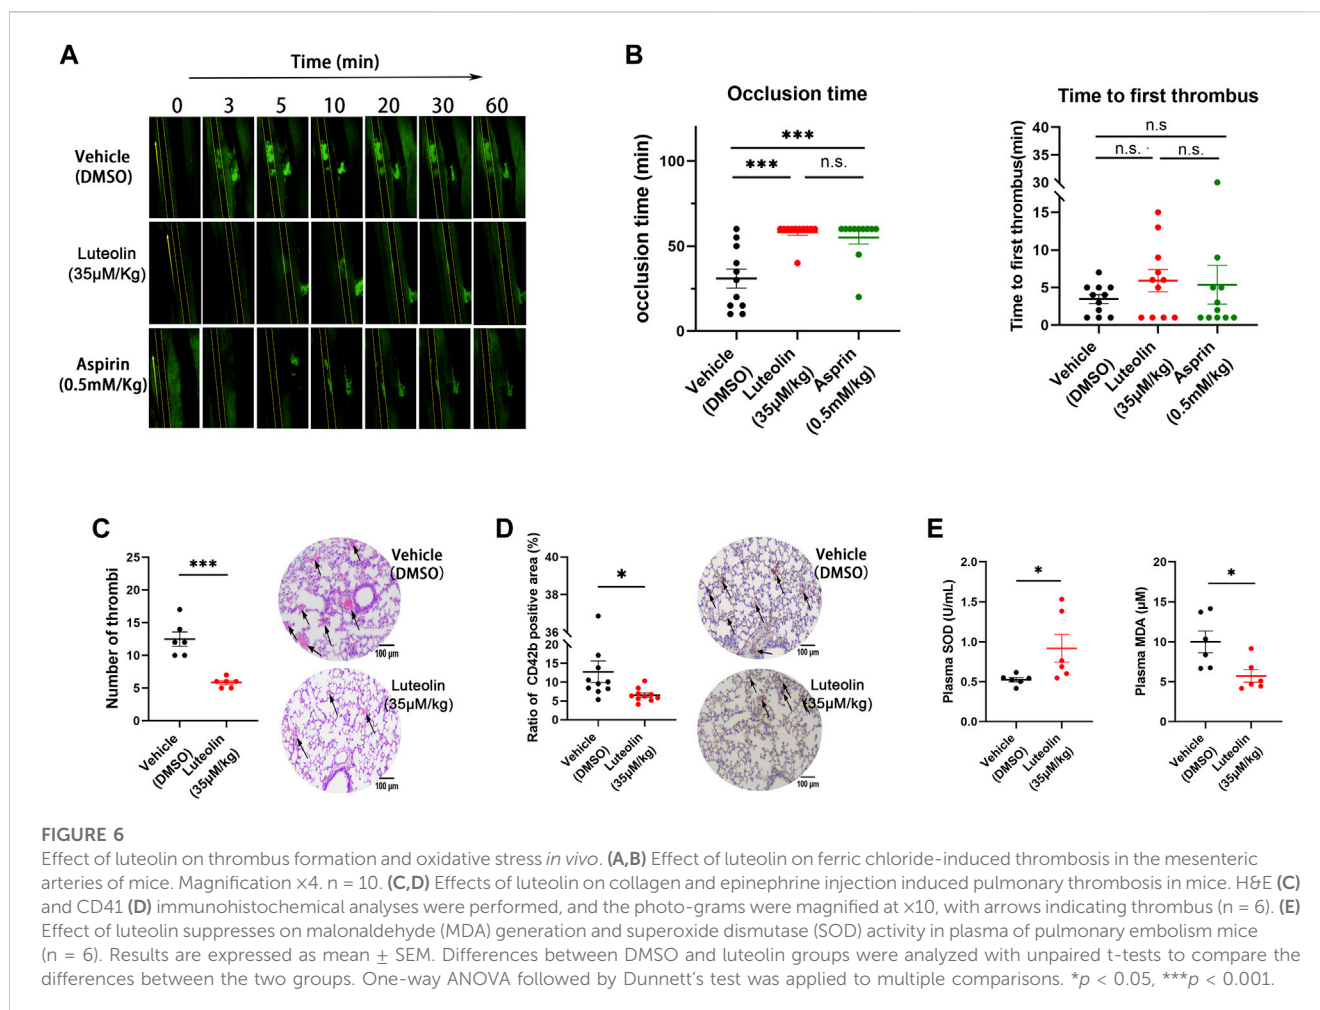 A
Time (min)
0 3 5 10 20 30 60
Vehicle
(DMSO)
Luteolin
(35μM/Kg)
Aspirin
(0.5mM/Kg)
B
Occlusion time
occlusion time (min)
100
50
0
***
***
n.s.
Vehicle
(DMSO)
Luteolin
(35μM/kg)
Asprin
(0.5mM/kg)
Time to first thrombus
Time to first thrombus(min)
40
35
30
15
10
5
0
n.s
n.s.
n.s.
Vehicle
(DMSO)
Luteolin
(35μM/kg)
Asprin
(0.5mM/kg)
C
Number of thrombi
25
20
15
10
5
0
***
Vehicle
(DMSO)
Luteolin
(35μM/kg)
Vehicle
(DMSO)
100 μm
Luteolin
(35μM/kg)
100 μm
D
Ratio of CD42b positive area (%)
40
38
36
20
15
10
5
0
*
Vehicle
(DMSO)
Luteolin
(35μM/kg)
Vehicle
(DMSO)
100 μm
Luteolin
(35μM/kg)
100 μm
E
Plasma SOD (U/mL)
2.0
1.5
1.0
0.5
0.0
*
Vehicle
(DMSO)
Luteolin
(35μM/kg)
Plasma MDA (μM)
20
15
10
5
0
*
Vehicle
(DMSO)
Luteolin
(35μM/kg)
FIGURE 6
Effect of luteolin on thrombus formation and oxidative stress in vivo. (A,B) Effect of luteolin on ferric chloride-induced thrombosis in the mesenteric
arteries of mice. Magnification ×4. n = 10. (C,D) Effects of luteolin on collagen and epinephrine injection induced pulmonary thrombosis in mice. H&E (C)
and CD41 (D) immunohistochemical analyses were performed, and the photo-grams were magnified at ×10, with arrows indicating thrombus (n = 6). (E)
Effect of luteolin suppresses on malonaldehyde (MDA) generation and superoxide dismutase (SOD) activity in plasma of pulmonary embolism mice
(n = 6). Results are expressed as mean ± SEM. Differences between DMSO and luteolin groups were analyzed with unpaired t-tests to compare the
differences between the two groups. One-way ANOVA followed by Dunnett's test was applied to multiple comparisons. *p < 0.05, ***p < 0.001.